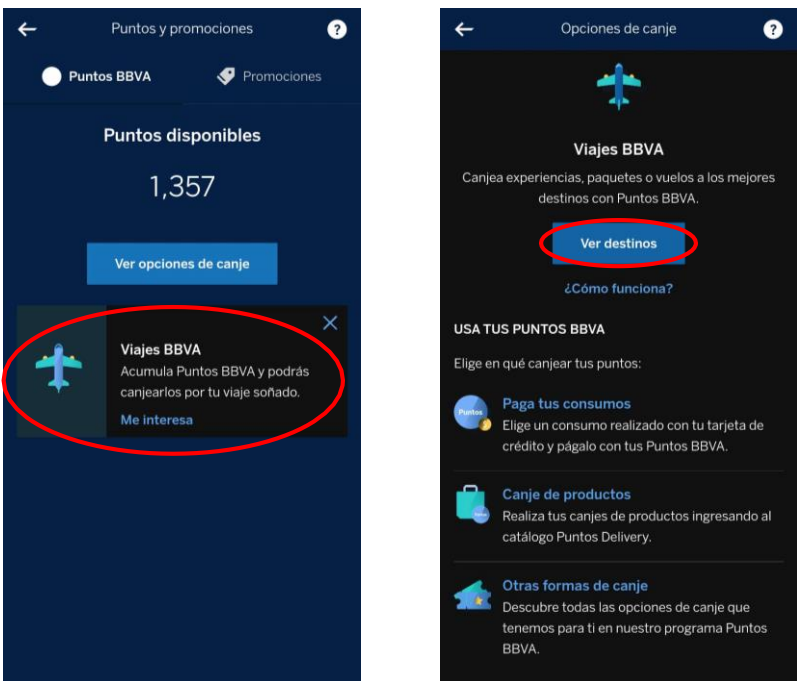 Puntos y promociones
?
Puntos BBVA
Promociones
Puntos disponibles
1,357
Ver opciones de canje
Viajes BBVA
Acumula Puntos BBVA y podrás
canjearlos por tu viaje soñado.
Me interesa
Opciones de canje
?
Viajes BBVA
Canjea experiencias, paquetes o vuelos a los mejores
destinos con Puntos BBVA.
Ver destinos
¿Cómo funciona?
USA TUS PUNTOS BBVA
Elige en qué canjear tus puntos:
Puntos
Paga tus consumos
Elige un consumo realizado con tu tarjeta de
crédito y págalo con tus Puntos BBVA.
Canje de productos
Realiza tus canjes de productos ingresando al
catálogo Puntos Delivery.
Otras formas de canje
Descubre todas las opciones de canje que
tenemos para ti en nuestro programa Puntos
BBVA.